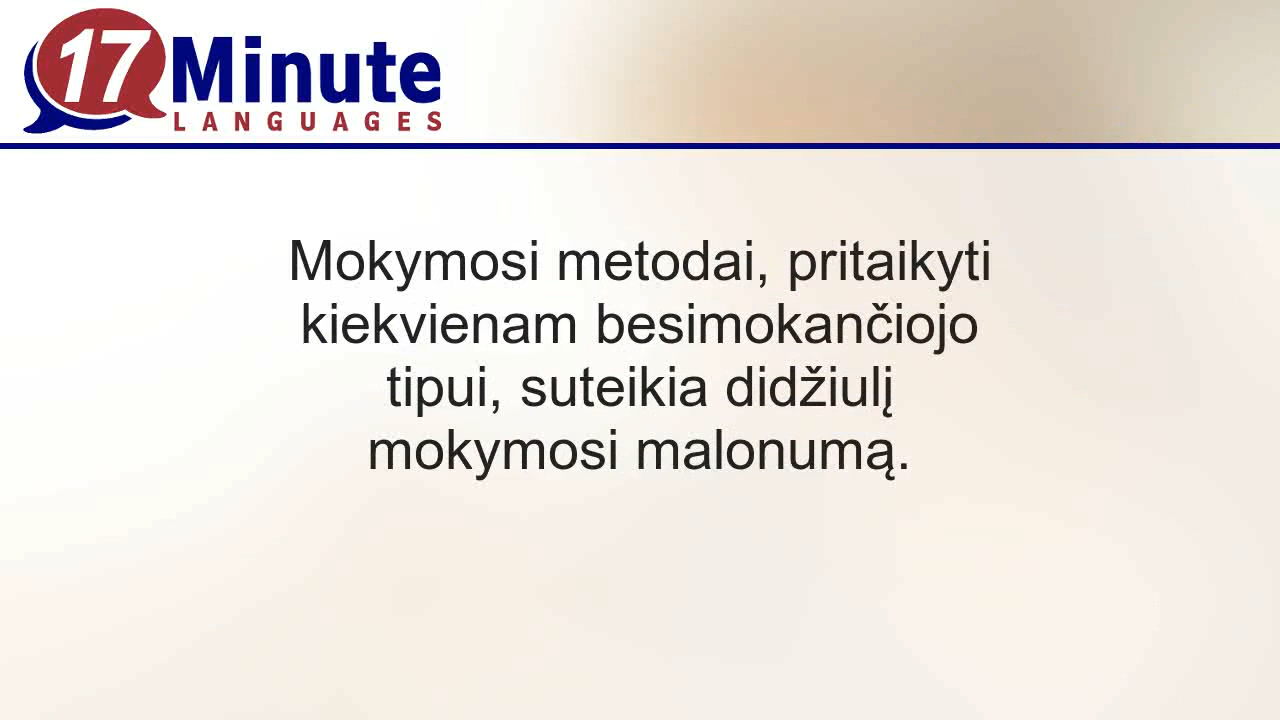 17 Minute
LANGUAGES
Mokymosi metodai, pritaikyti
kiekvienam besimokančiojo
tipui, suteikia didžiulį
mokymosi malonumą.